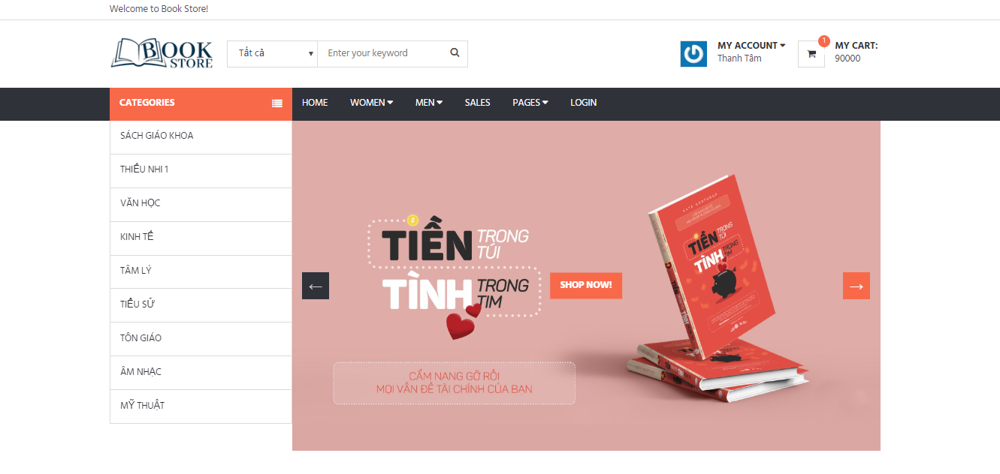 Welcome to Book Store!
BOOK
STORE
Tất cả
Enter your keyword
MY ACCOUNT
Thanh Tâm
1
MY CART:
90000
CATEGORIES
HOME
WOMEN
MEN
SALES
PAGES
LOGIN
SÁCH GIÁO KHOA
THIẾU NHI 1
VĂN HỌC
KINH TẾ
TÂM LÝ
TIỂU SỬ
TÔN GIÁO
ÂM NHẠC
MỸ THUẬT
TIỀN TRONG
TÚI
TÌNH TRONG
TIM
CẨM NANG GỠ RỐI
MỌI VẤN ĐỀ TÀI CHÍNH CỦA BẠN
SHOP NOW!
TIỀN TRONG
TÚI
TÌNH TRONG
TIM